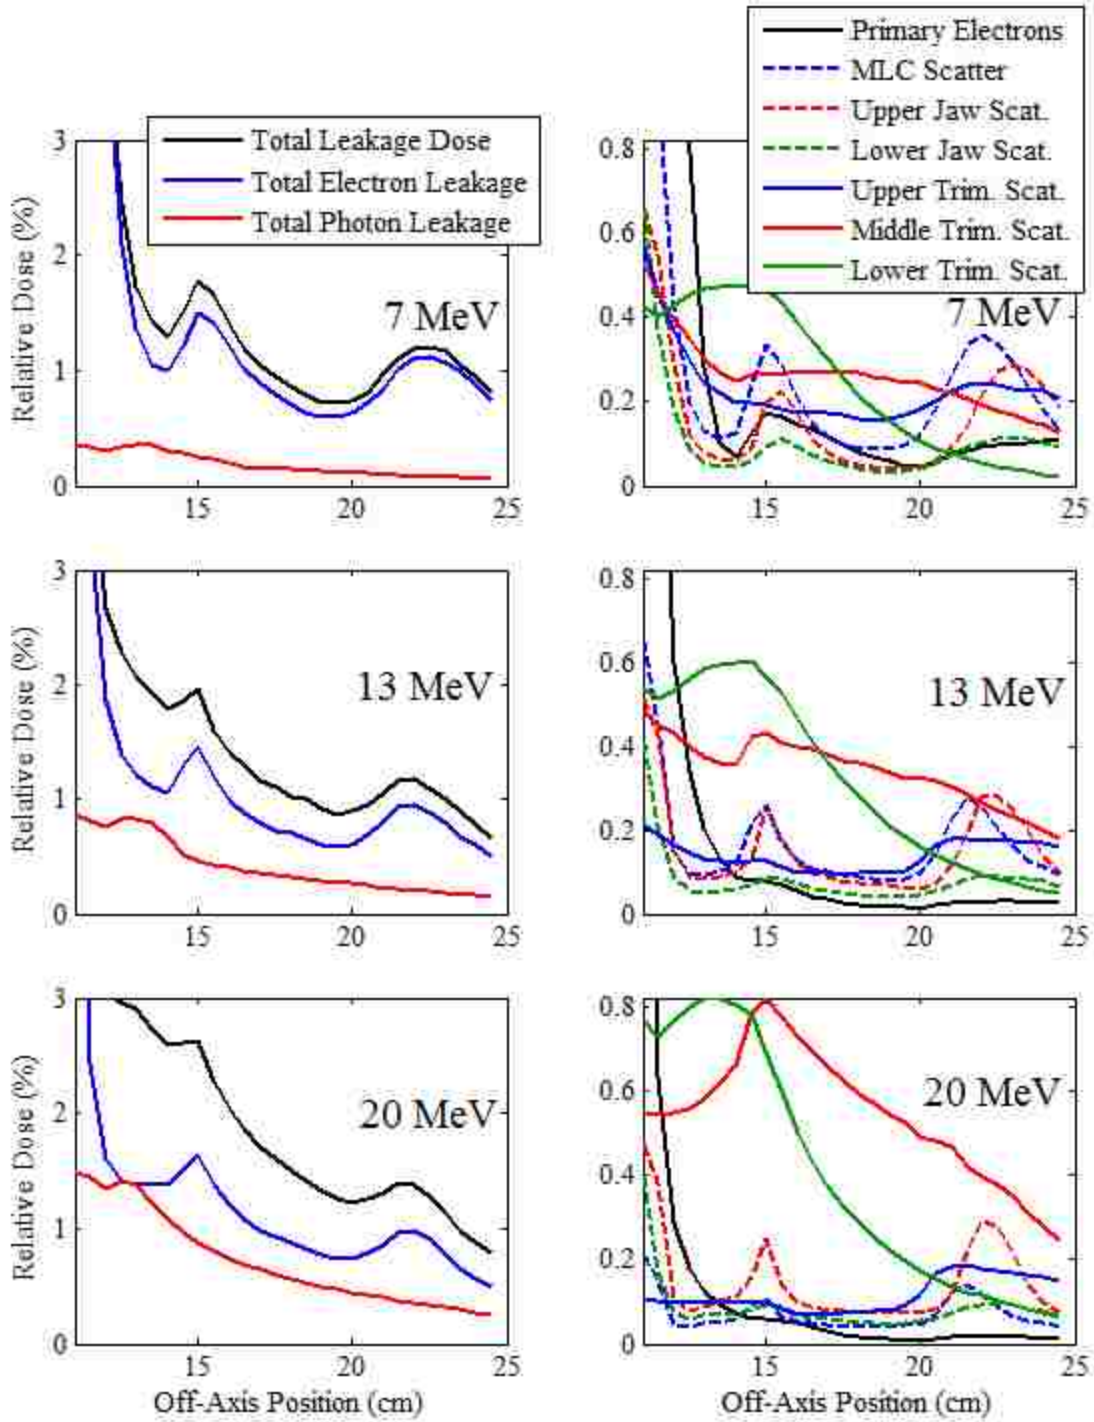 Primary Electrons
MLC Scatter
Upper Jaw Scat.
Lower Jaw Scat.
Upper Trim. Scat.
Middle Trim. Scat.
Lower Trim. Scat.
Total Leakage Dose
Total Electron Leakage
Total Photon Leakage
Relative Dose (%)
3
2
1
0
7 MeV
15
20
25
0.8
0.6
0.4
0.2
0
7 MeV
15
20
25
Relative Dose (%)
3
2
1
0
13 MeV
15
20
25
0.8
0.6
0.4
0.2
0
13 MeV
15
20
25
Relative Dose (%)
3
2
1
0
20 MeV
15
20
25
Off-Axis Position (cm)
0.8
0.6
0.4
0.2
0
20 MeV
15
20
25
Off-Axis Position (cm)